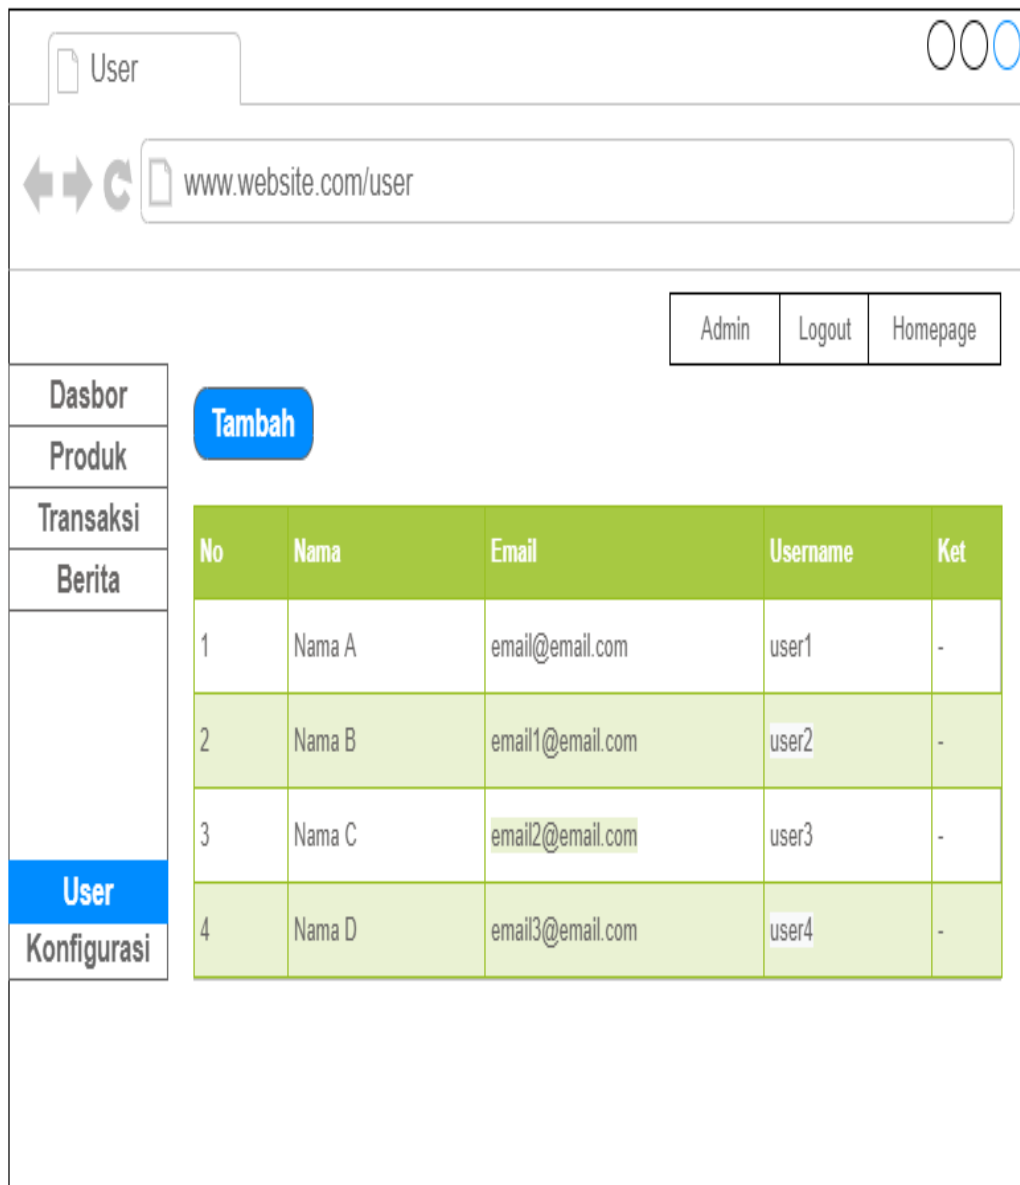 User
www.website.com/user
Admin Logout Homepage
Dasbor
Produk
Transaksi
Berita
User
Konfigurasi
Tambah
No Nama Email Username Ket
1 Nama A email@email.com user1 -
2 Nama B email1@email.com user2 -
3 Nama C email2@email.com user3 -
4 Nama D email3@email.com user4 -